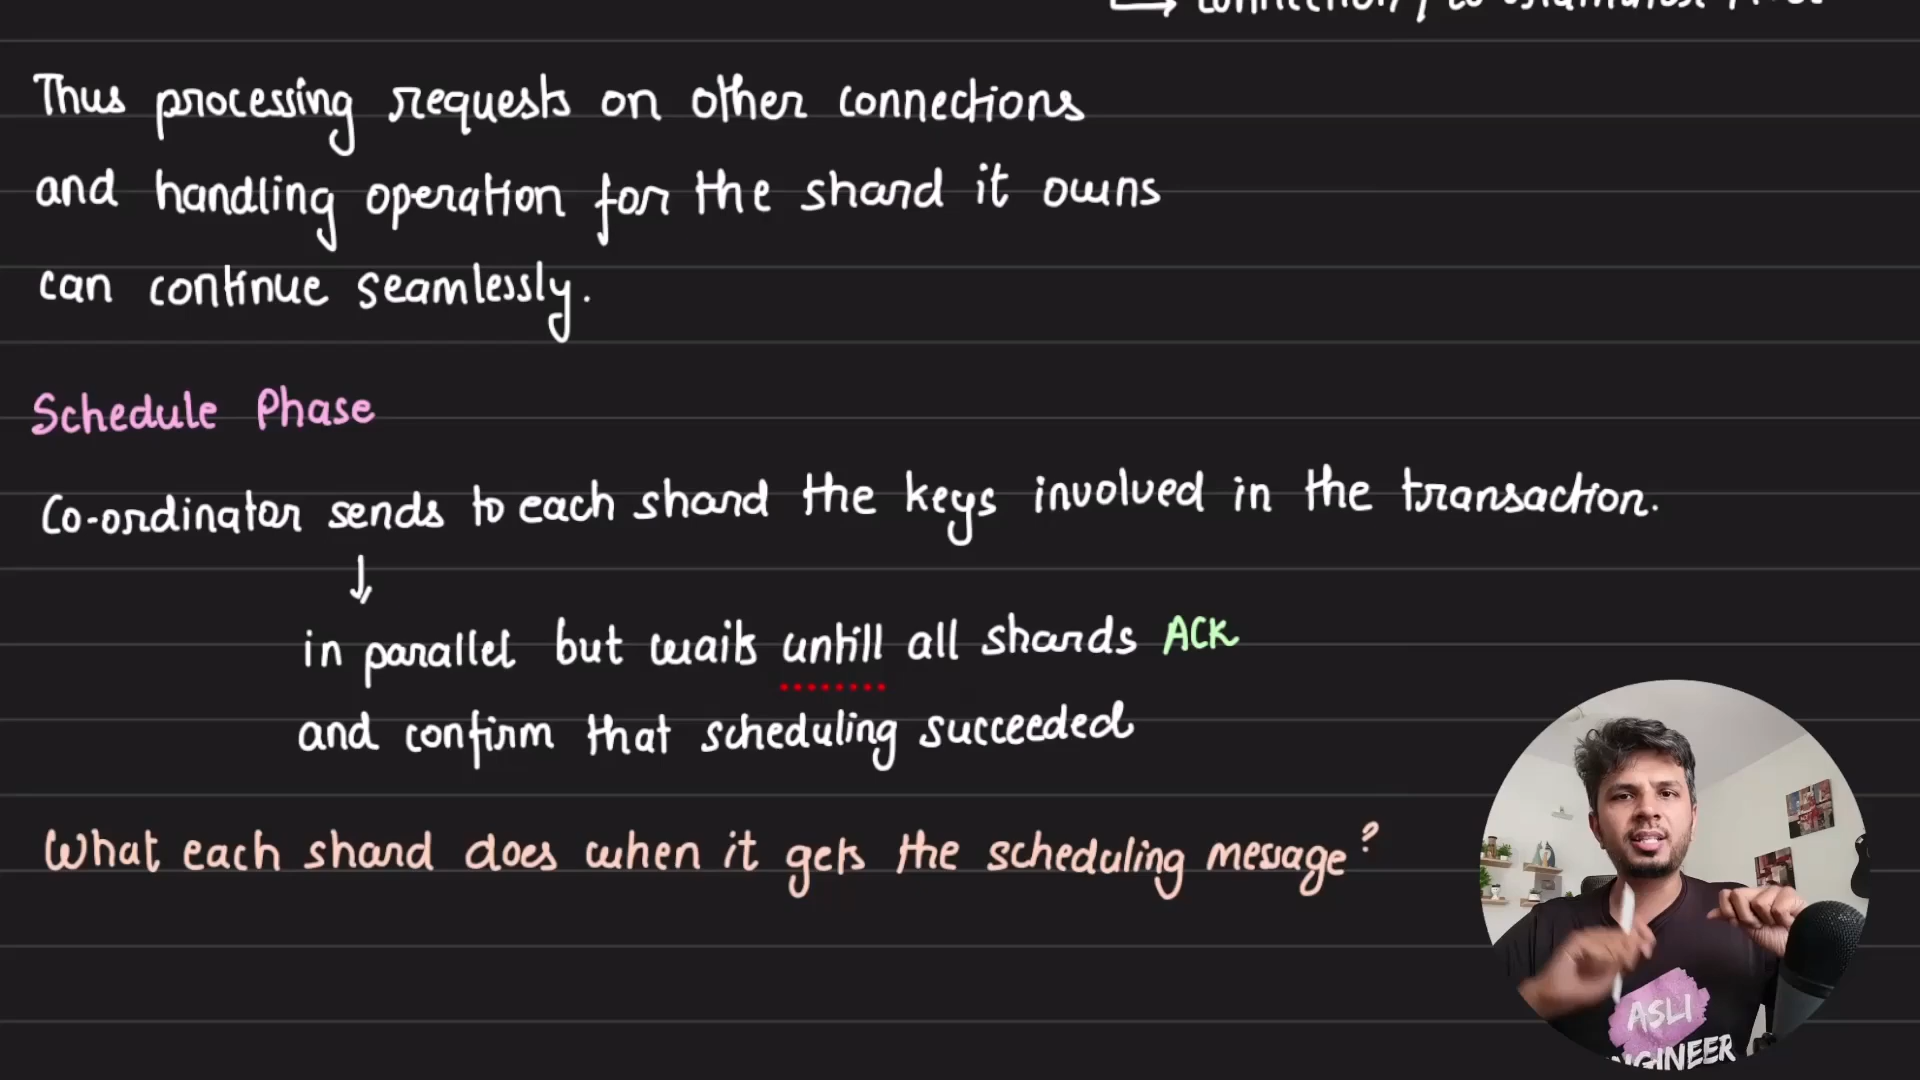 Thus processing requests on other connections
and handling operation for the shard it owns
can continue seamlessly.
Schedule Phase
Co-ordinator sends to each shard the keys involved in the transaction.
↓
in parallel but waits untill all shards ACK
and confirm that scheduling succeeded
What each shard does when it gets the scheduling message?
ASLI